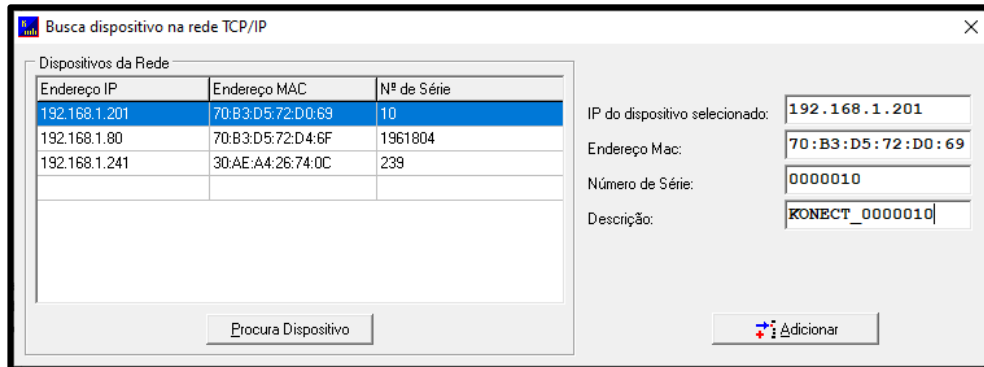 Busca dispositivo na rede TCP/IP
Dispositivos da Rede
Endereço IP Endereço MAC Nº de Série
192.168.1.201 70:B3:D5:72:D0:69 10
192.168.1.80 70:B3:D5:72:D4:6F 1961804
192.168.1.241 30:AE:A4:26:74:0C 239
Procura Dispositivo
IP do dispositivo selecionado: 192.168.1.201
Endereço Mac: 70:B3:D5:72:D0:69
Número de Série: 0000010
Descrição: KONECT_0000010
Adicionar